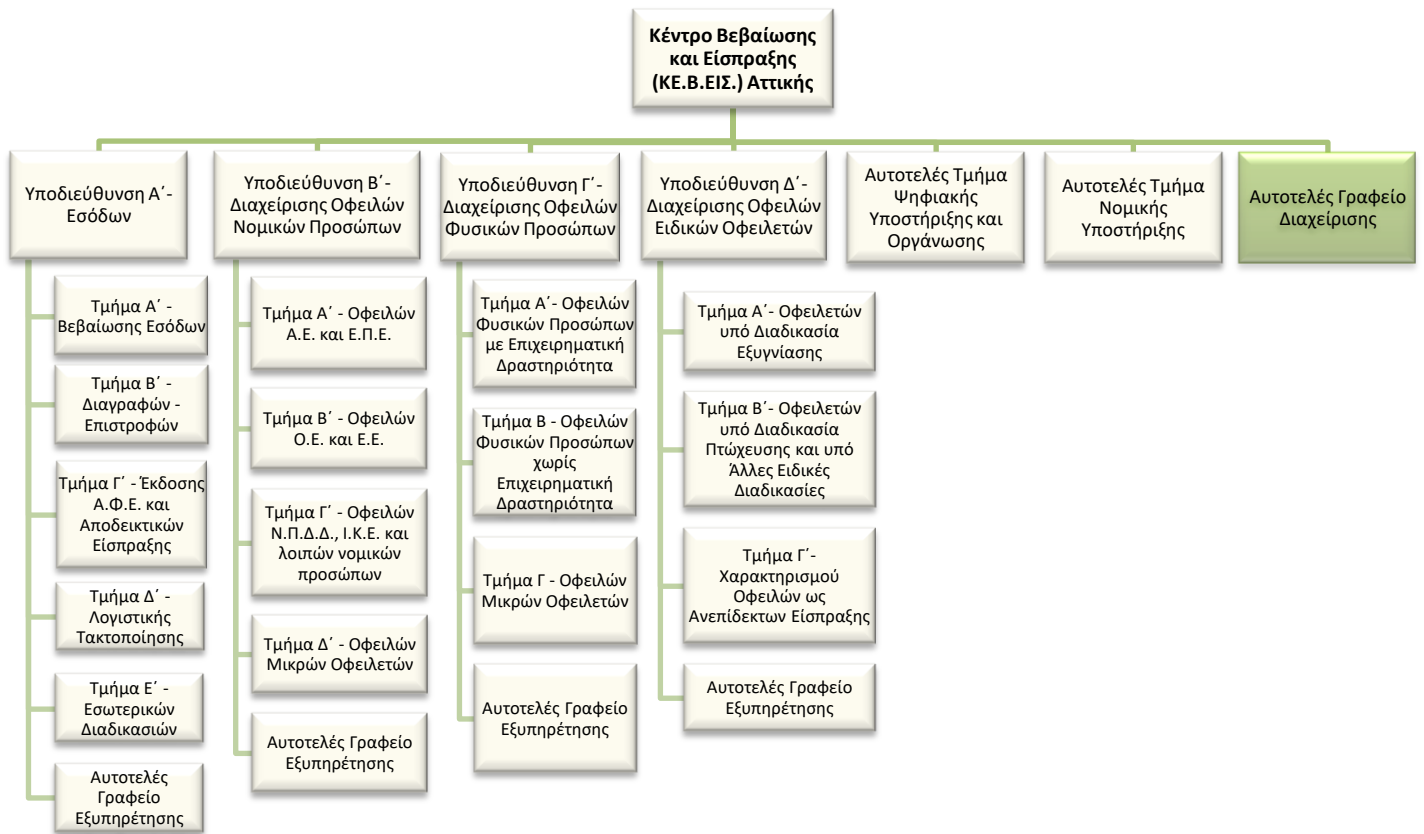 Κέντρο Βεβαίωσης
και Είσπραξης
(ΚΕ.Β.ΕΙΣ.) Αττικής
Υποδιεύθυνση Α΄-
Εσόδων
Υποδιεύθυνση Β΄-
Διαχείρισης Οφειλών
Νομικών Προσώπων
Υποδιεύθυνση Γ΄-
Διαχείρισης Οφειλών
Φυσικών Προσώπων
Υποδιεύθυνση Δ΄-
Διαχείρισης Οφειλών
Ειδικών Οφειλετών
Αυτοτελές Τμήμα
Ψηφιακής
Υποστήριξης και
Οργάνωσης
Αυτοτελές Τμήμα
Νομικής
Υποστήριξης
Αυτοτελές Γραφείο
Διαχείρισης
Τμήμα Α΄ -
Βεβαίωσης Εσόδων
Τμήμα Β΄ -
Διαγραφών -
Επιστροφών
Τμήμα Γ΄ - Έκδοσης
Α.Φ.Ε. και
Αποδεικτικών
Είσπραξης
Τμήμα Δ΄ -
Λογιστικής
Τακτοποίησης
Τμήμα Ε΄ -
Εσωτερικών
Διαδικασιών
Αυτοτελές
Γραφείο
Εξυπηρέτησης
Τμήμα Α΄ - Οφειλών
Α.Ε. και Ε.Π.Ε.
Τμήμα Β΄ - Οφειλών
Ο.Ε. και Ε.Ε.
Τμήμα Γ΄ - Οφειλών
Ν.Π.Δ.Δ., Ι.Κ.Ε. και
λοιπών νομικών
προσώπων
Τμήμα Δ΄ - Οφειλών
Μικρών Οφειλετών
Αυτοτελές Γραφείο
Εξυπηρέτησης
Τμήμα Α΄- Οφειλών
Φυσικών Προσώπων
με Επιχειρηματική
Δραστηριότητα
Τμήμα Β - Οφειλών
Φυσικών Προσώπων
χωρίς
Επιχειρηματική
Δραστηριότητα
Τμήμα Γ - Οφειλών
Μικρών Οφειλετών
Αυτοτελές Γραφείο
Εξυπηρέτησης
Τμήμα Α΄- Οφειλετών
υπό Διαδικασία
Εξυγνίασης
Τμήμα Β΄- Οφειλετών
υπό Διαδικασία
Πτώχευσης και υπό
Άλλες Ειδικές
Διαδικασίες
Τμήμα Γ΄-
Χαρακτηρισμού
Οφειλών ως
Ανεπίδεκτων Είσπραξης
Αυτοτελές Γραφείο
Εξυπηρέτησης